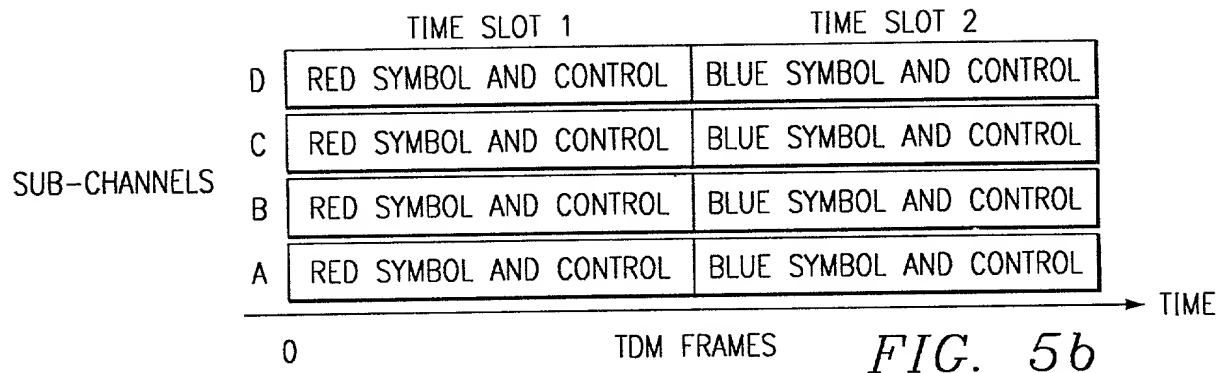 TIME SLOT 1 TIME SLOT 2
D RED SYMBOL AND CONTROL BLUE SYMBOL AND CONTROL
C RED SYMBOL AND CONTROL BLUE SYMBOL AND CONTROL
SUB-CHANNELS
B RED SYMBOL AND CONTROL BLUE SYMBOL AND CONTROL
A RED SYMBOL AND CONTROL BLUE SYMBOL AND CONTROL
TIME
0 TDM FRAMES FIG. 5b